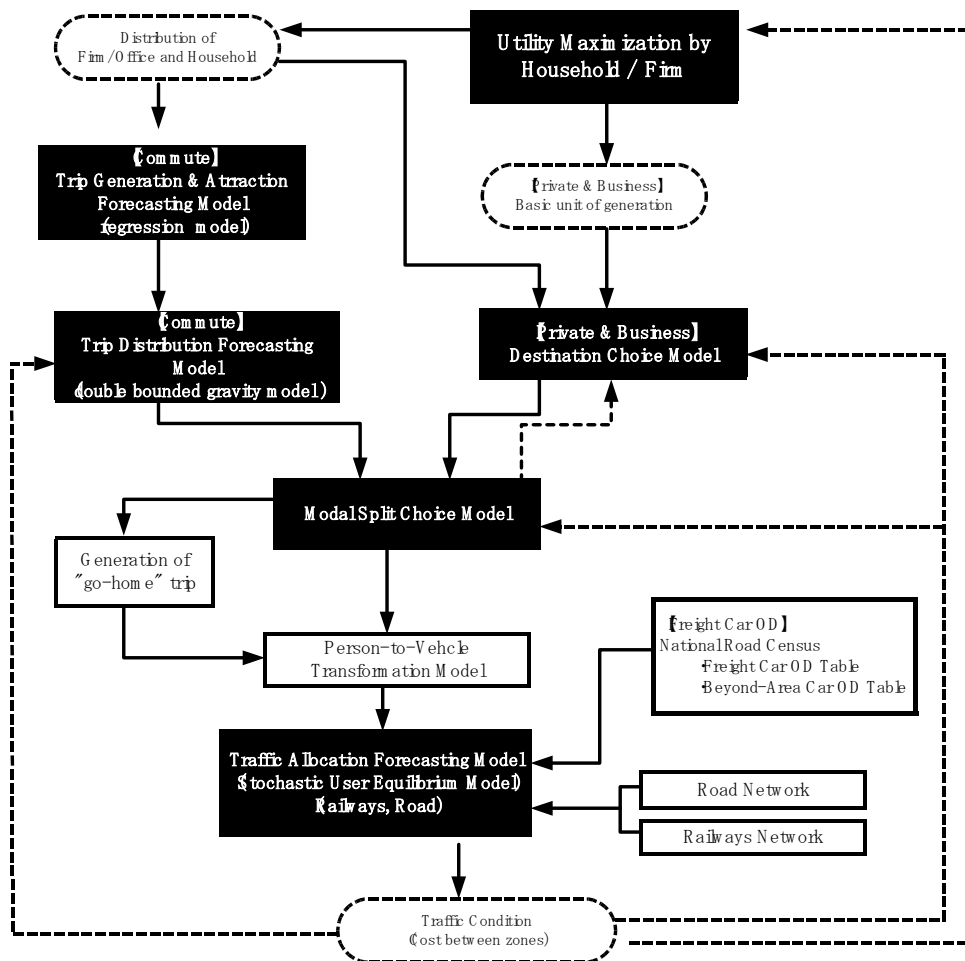 Distribution of
Firm/Office and Household
Utility Maximization by
Household / Firm
【Commute】
Trip Generation & Atrraction
Forecasting Model
(regression model)
【Private & Business】
Basic unit of generation
【Commute】
Trip Distribution Forecasting
Model
(double bounded gravity model)
【Private & Business】
Destination Choice Model
Modal Split Choice Model
Generation of
"go-home" trip
Person-to-Vehcle
Transformation Model
【Freight Car OD】
National Road Census
・Freight Car OD Table
・Beyond-Area Car OD Table
Traffic Allocation Forecasting Model
(Stochastic User Equilibrium Model)
(Railways, Road)
Road Network
Railways Network
Traffic Condition
(Cost between zones)